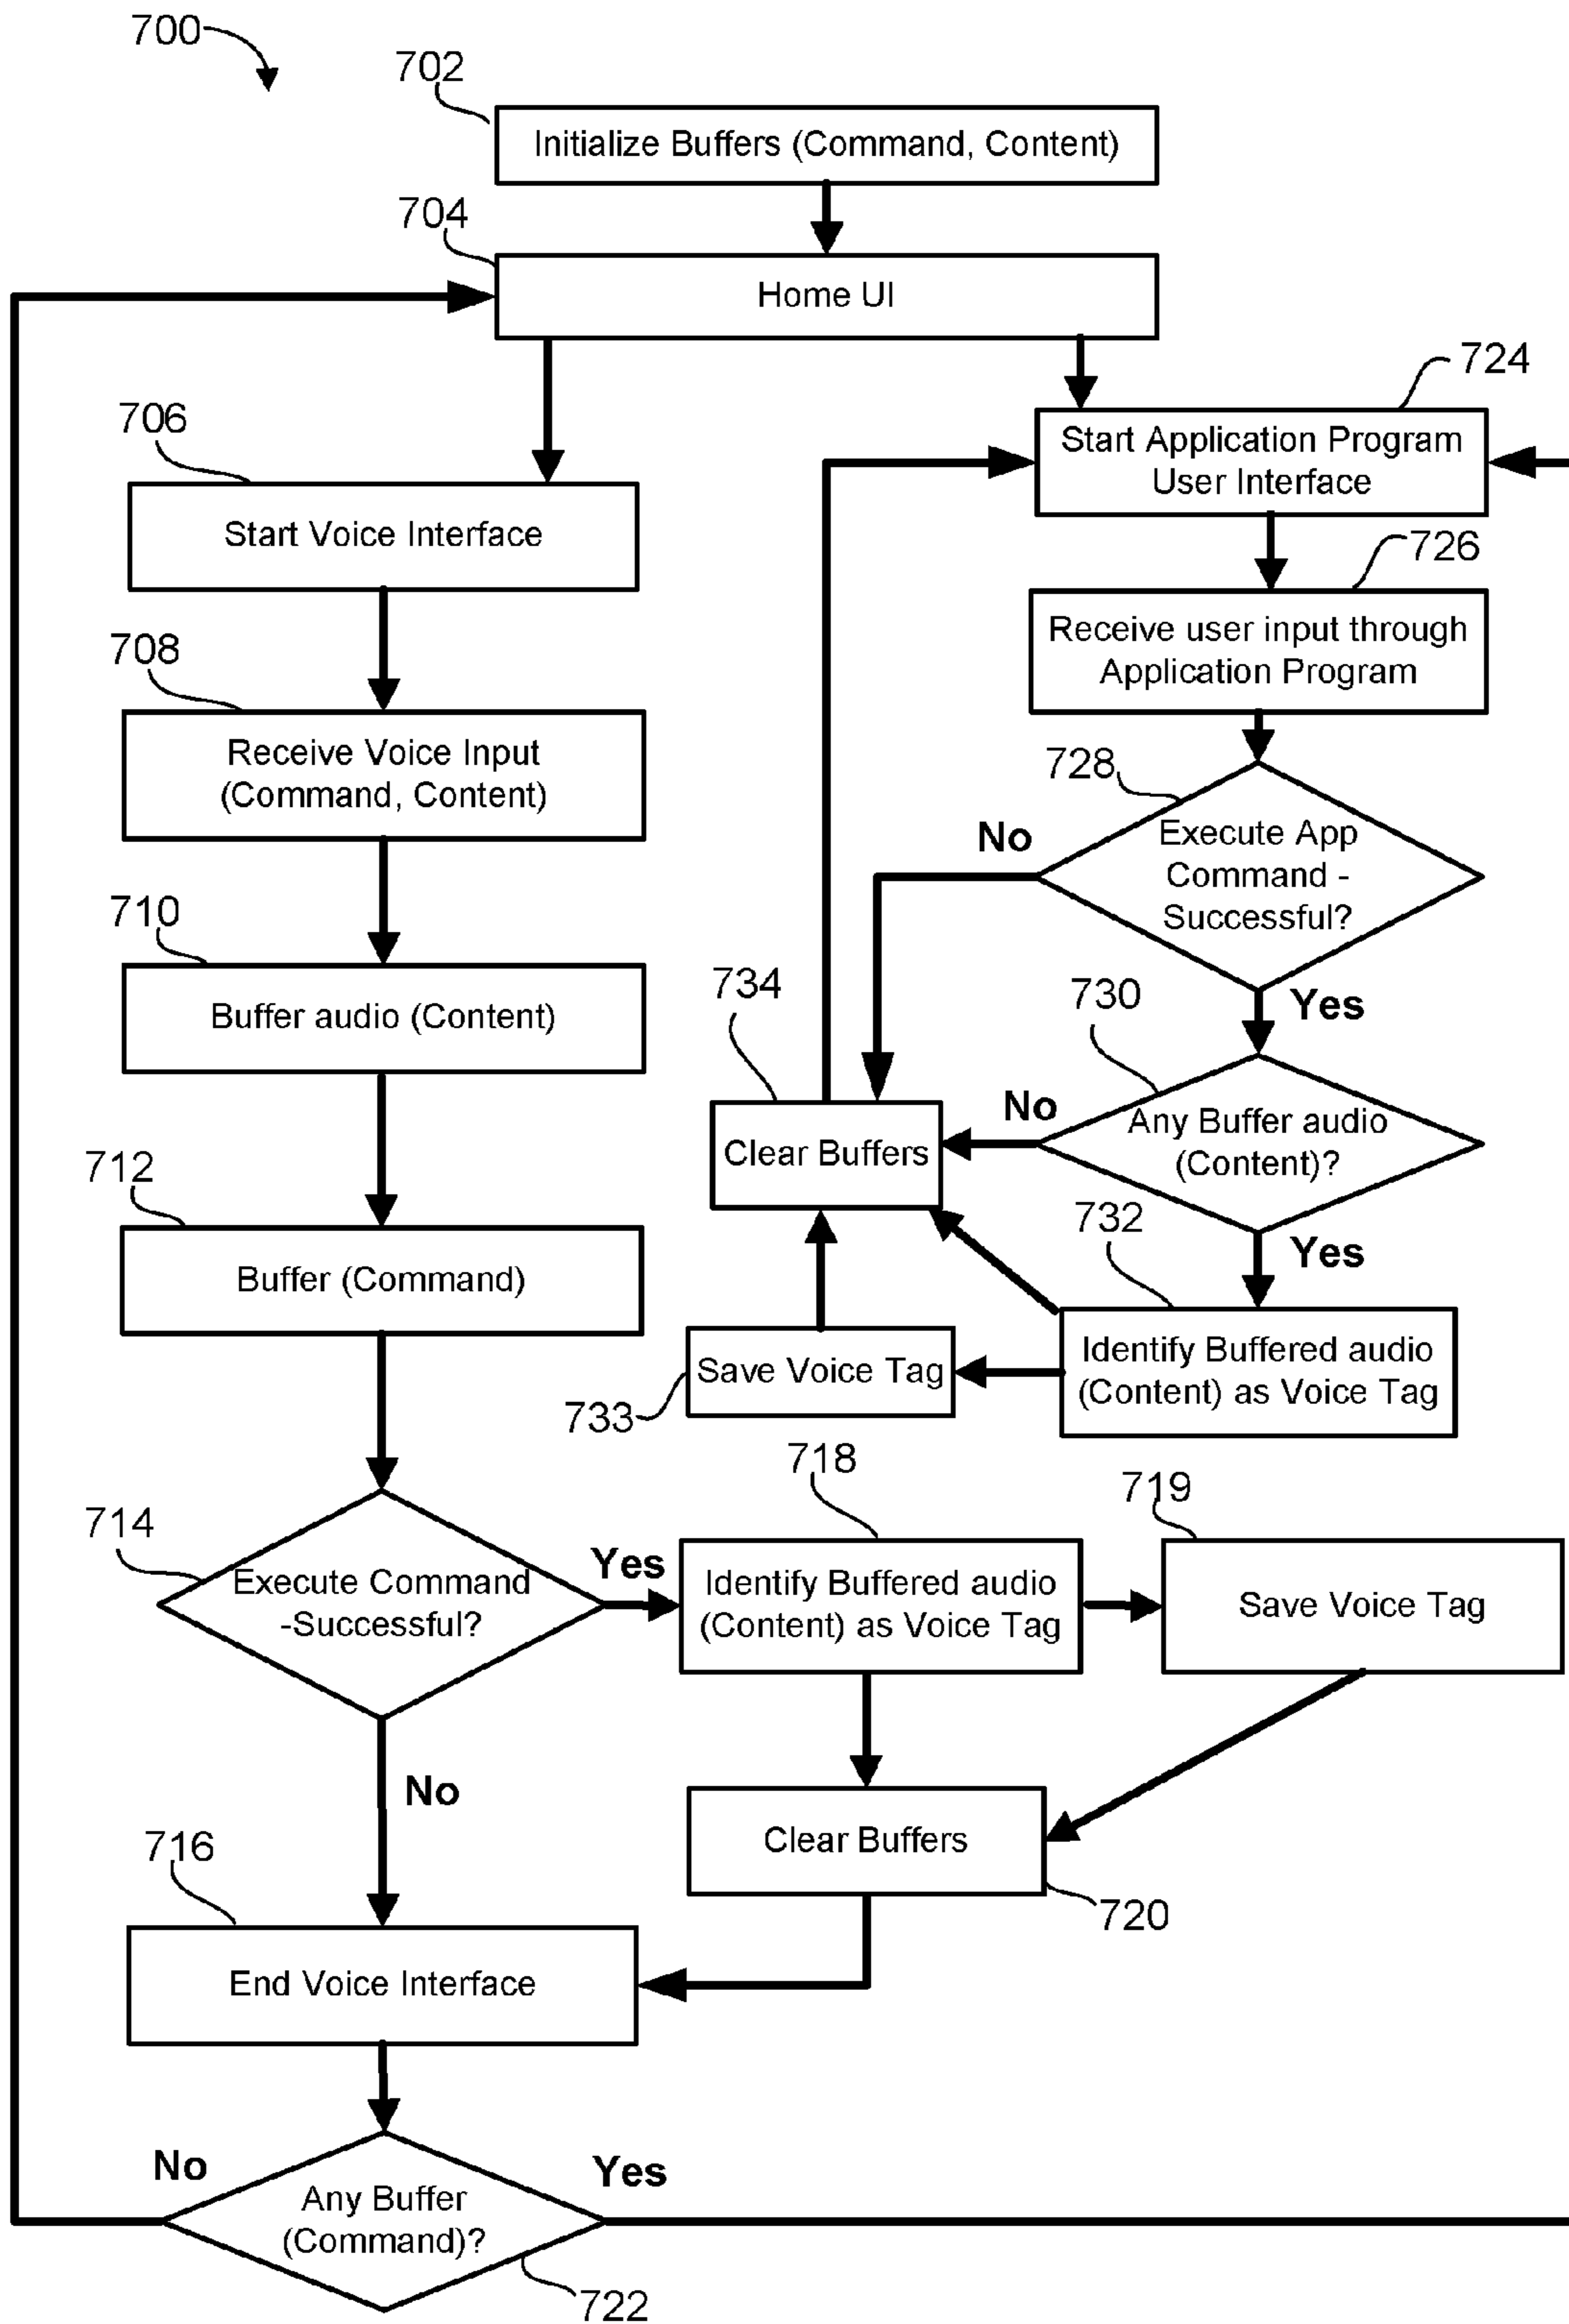 700
702
Initialize Buffers (Command, Content)
704
Home UI
724
Start Application Program
User Interface
706
Start Voice Interface
726
Receive user input through
Application Program
708
Receive Voice Input
(Command, Content)
728
No
Execute App
Command -
Successful?
Yes
710
Buffer audio (Content)
734
Clear Buffers
730
No
Any Buffer audio
(Content)?
Yes
712
Buffer (Command)
732
Identify Buffered audio
(Content) as Voice Tag
Save Voice Tag
733
714
Execute Command
-Successful?
Yes
No
718
Identify Buffered audio
(Content) as Voice Tag
719
Save Voice Tag
Clear Buffers
720
716
End Voice Interface
No
Yes
Any Buffer
(Command)?
722